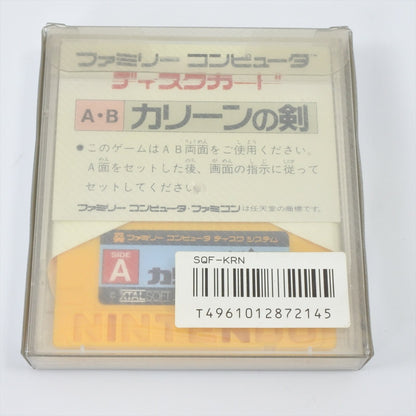 ファミリー コンピュータ™
ディスクカード
A・B カリーンの剣
●このゲームはAB両面をご使用ください。
A面をセットした後、画面の指示に従って
セットしてください。
ファミリー コンピュータ・ファミコンは任天堂の商標です。
ファミリー コンピュータ ディスク システム
SIDE
A
SOFT
SQF-KRN
T4961012872145
NINTENDO